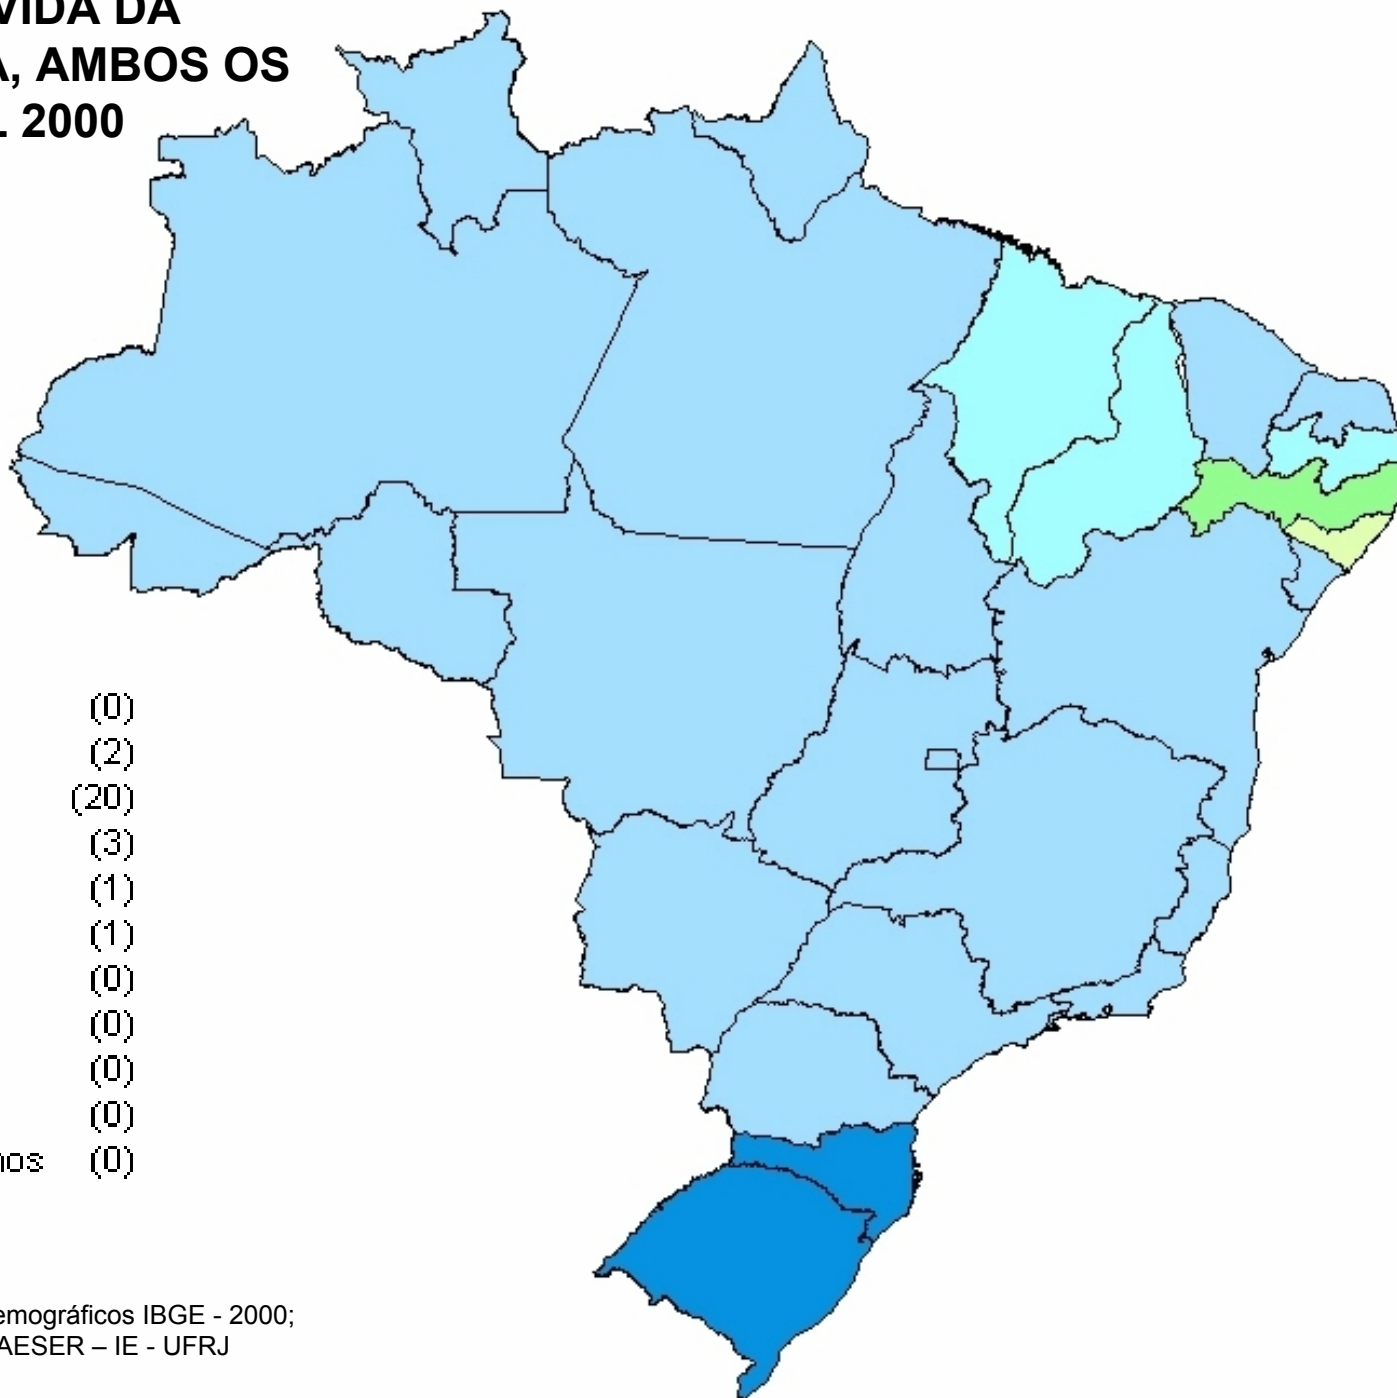 VIDA DA
, AMBOS OS
2000
(0)
(2)
(20)
(3)
(1)
(1)
(0)
(0)
(0)
(0)
nos (0)
emográficos IBGE - 2000;
AESER – IE - UFRJ